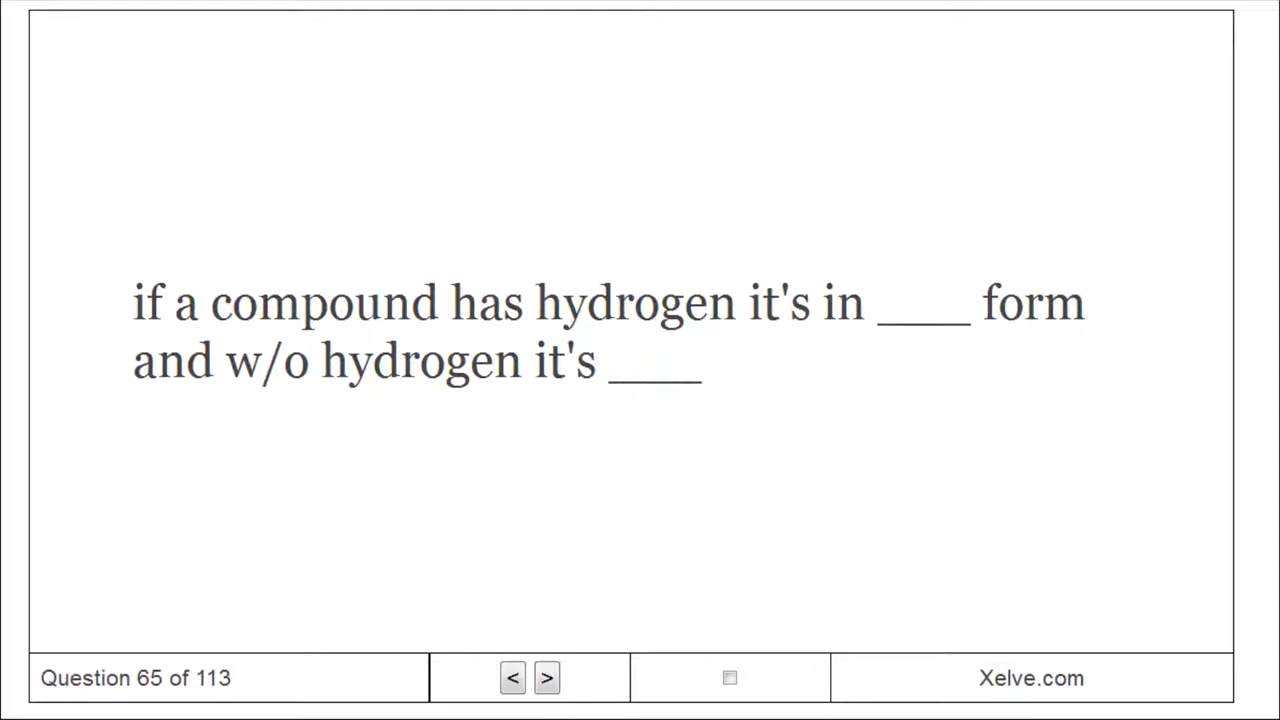 if a compound has hydrogen it's in ____ form
and w/o hydrogen it's ____
Question 65 of 113
< >
Xelve.com